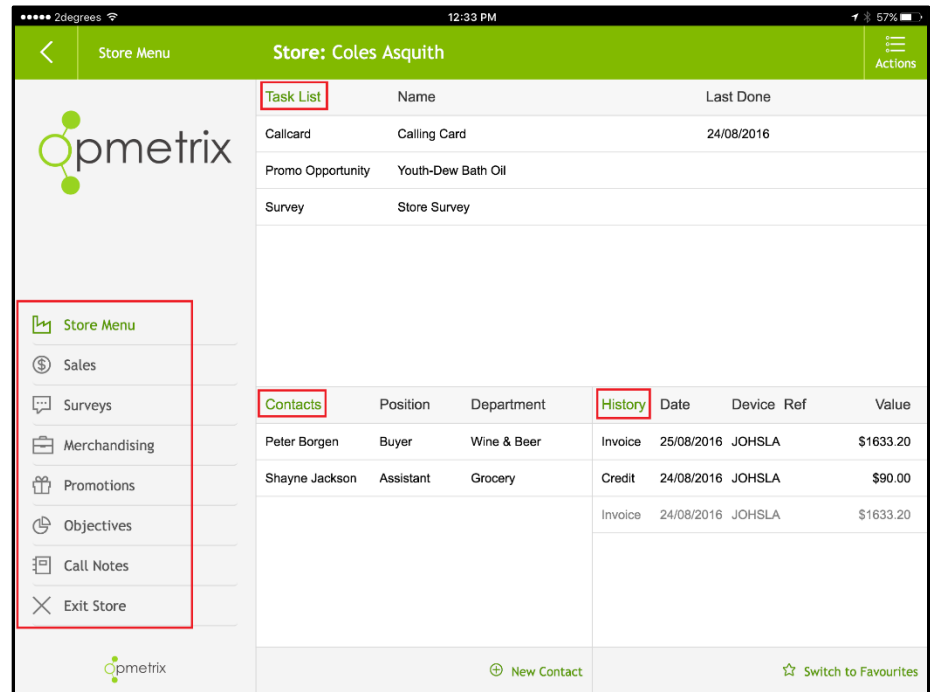 2degrees 12:33 PM 57%
Store Menu Store: Coles Asquith Actions
opmetrix
Task List Name Last Done
Callcard Calling Card 24/08/2016
Promo Opportunity Youth-Dew Bath Oil
Survey Store Survey
Store Menu
Sales
Surveys
Merchandising
Promotions
Objectives
Call Notes
Exit Store
opmetrix
Contacts Position Department
Peter Borgen Buyer Wine & Beer
Shayne Jackson Assistant Grocery
New Contact
History Date Device Ref Value
Invoice 25/08/2016 JOHSLA $1633.20
Credit 24/08/2016 JOHSLA $90.00
Invoice 24/08/2016 JOHSLA $1633.20
Switch to Favourites